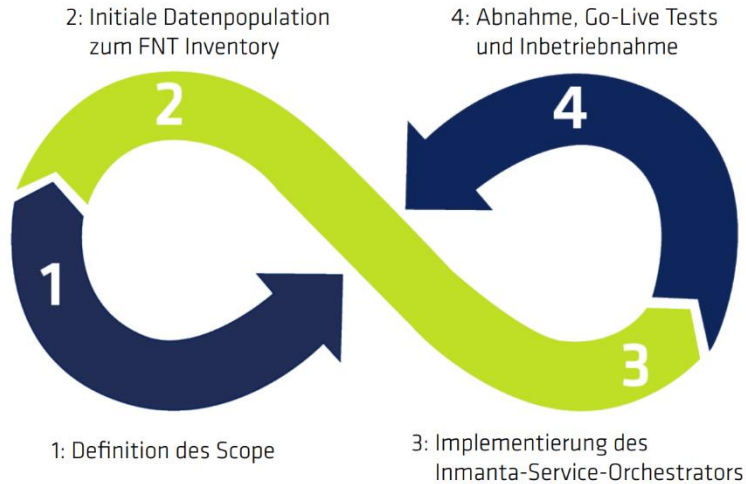 2: Initiale Datenpopulation
zum FNT Inventory
4: Abnahme, Go-Live Tests
und Inbetriebnahme
2
4
1
3
1: Definition des Scope
3: Implementierung des
Inmanta-Service-Orchestrators